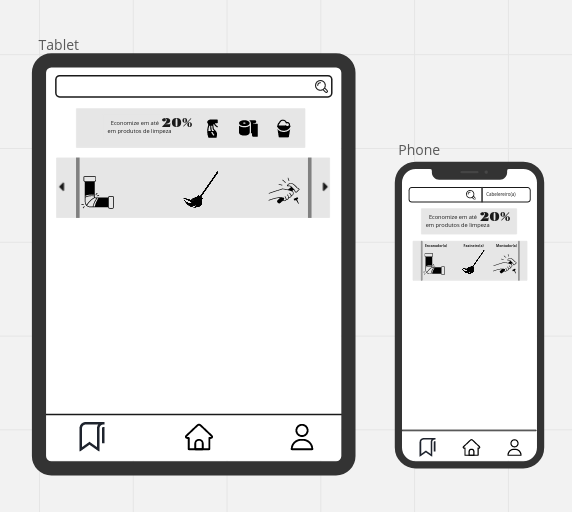 Tablet
Economize em até 20%
em produtos de limpeza
Phone
Cabeleireiro(a)
Economize em até 20%
em produtos de limpeza
Encanador(a) Faxineiro(a) Montador(a)